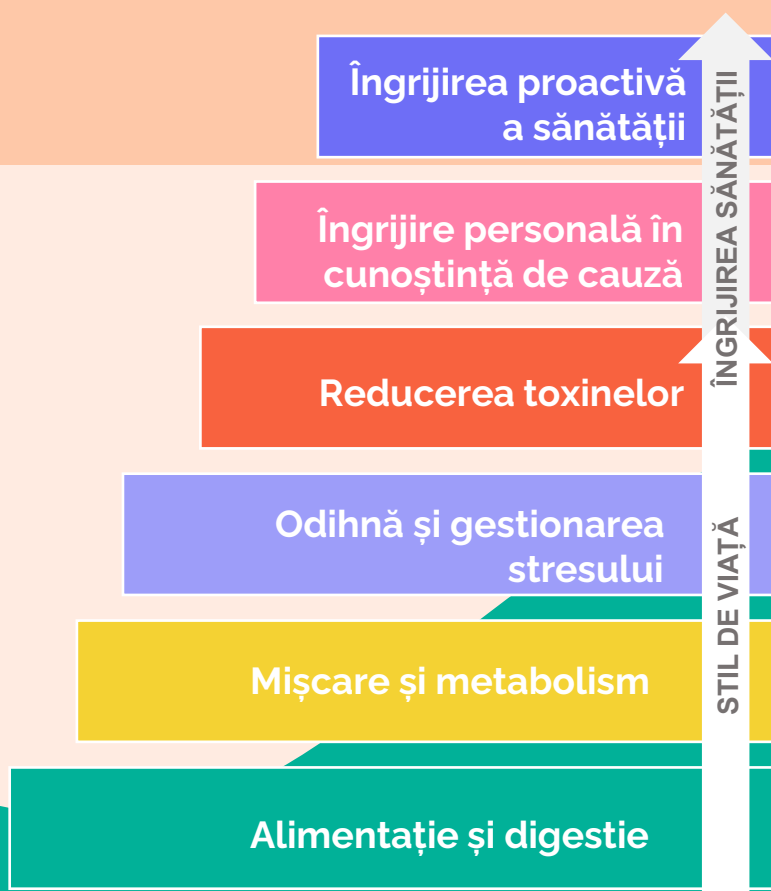 Îngrijirea proactivă
a sănătății
Îngrijire personală în
cunoștință de cauză
Reducerea toxinelor
Odihnă și gestionarea
stresului
Mișcare și metabolism
Alimentație și digestie
ÎNGRIJIREA SĂNĂTĂȚII
STIL DE VIAȚĂ